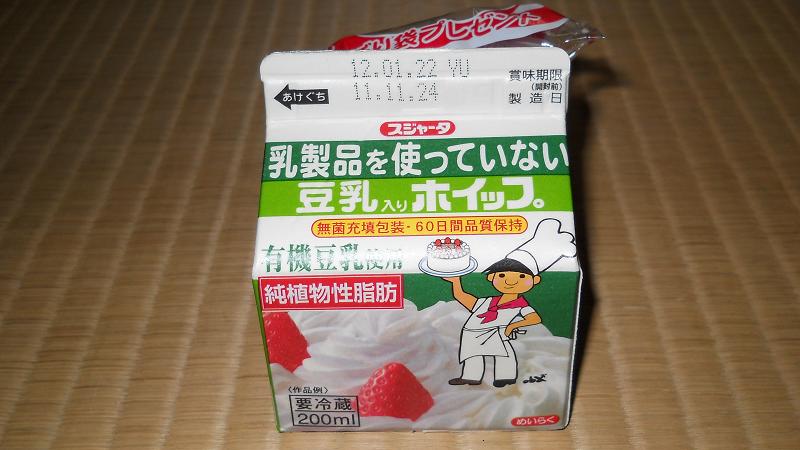 り袋プレゼント
12.01.22 VU
賞味期限
(開封前)
あけぐち
11.11.24
製造日
スジャータ
乳製品を使っていない
豆乳入りホイップ。
無菌充填包装・60日間品質保持
有機豆乳使用
純植物性脂肪
〈作品例〉
要冷蔵
200ml
めいらく